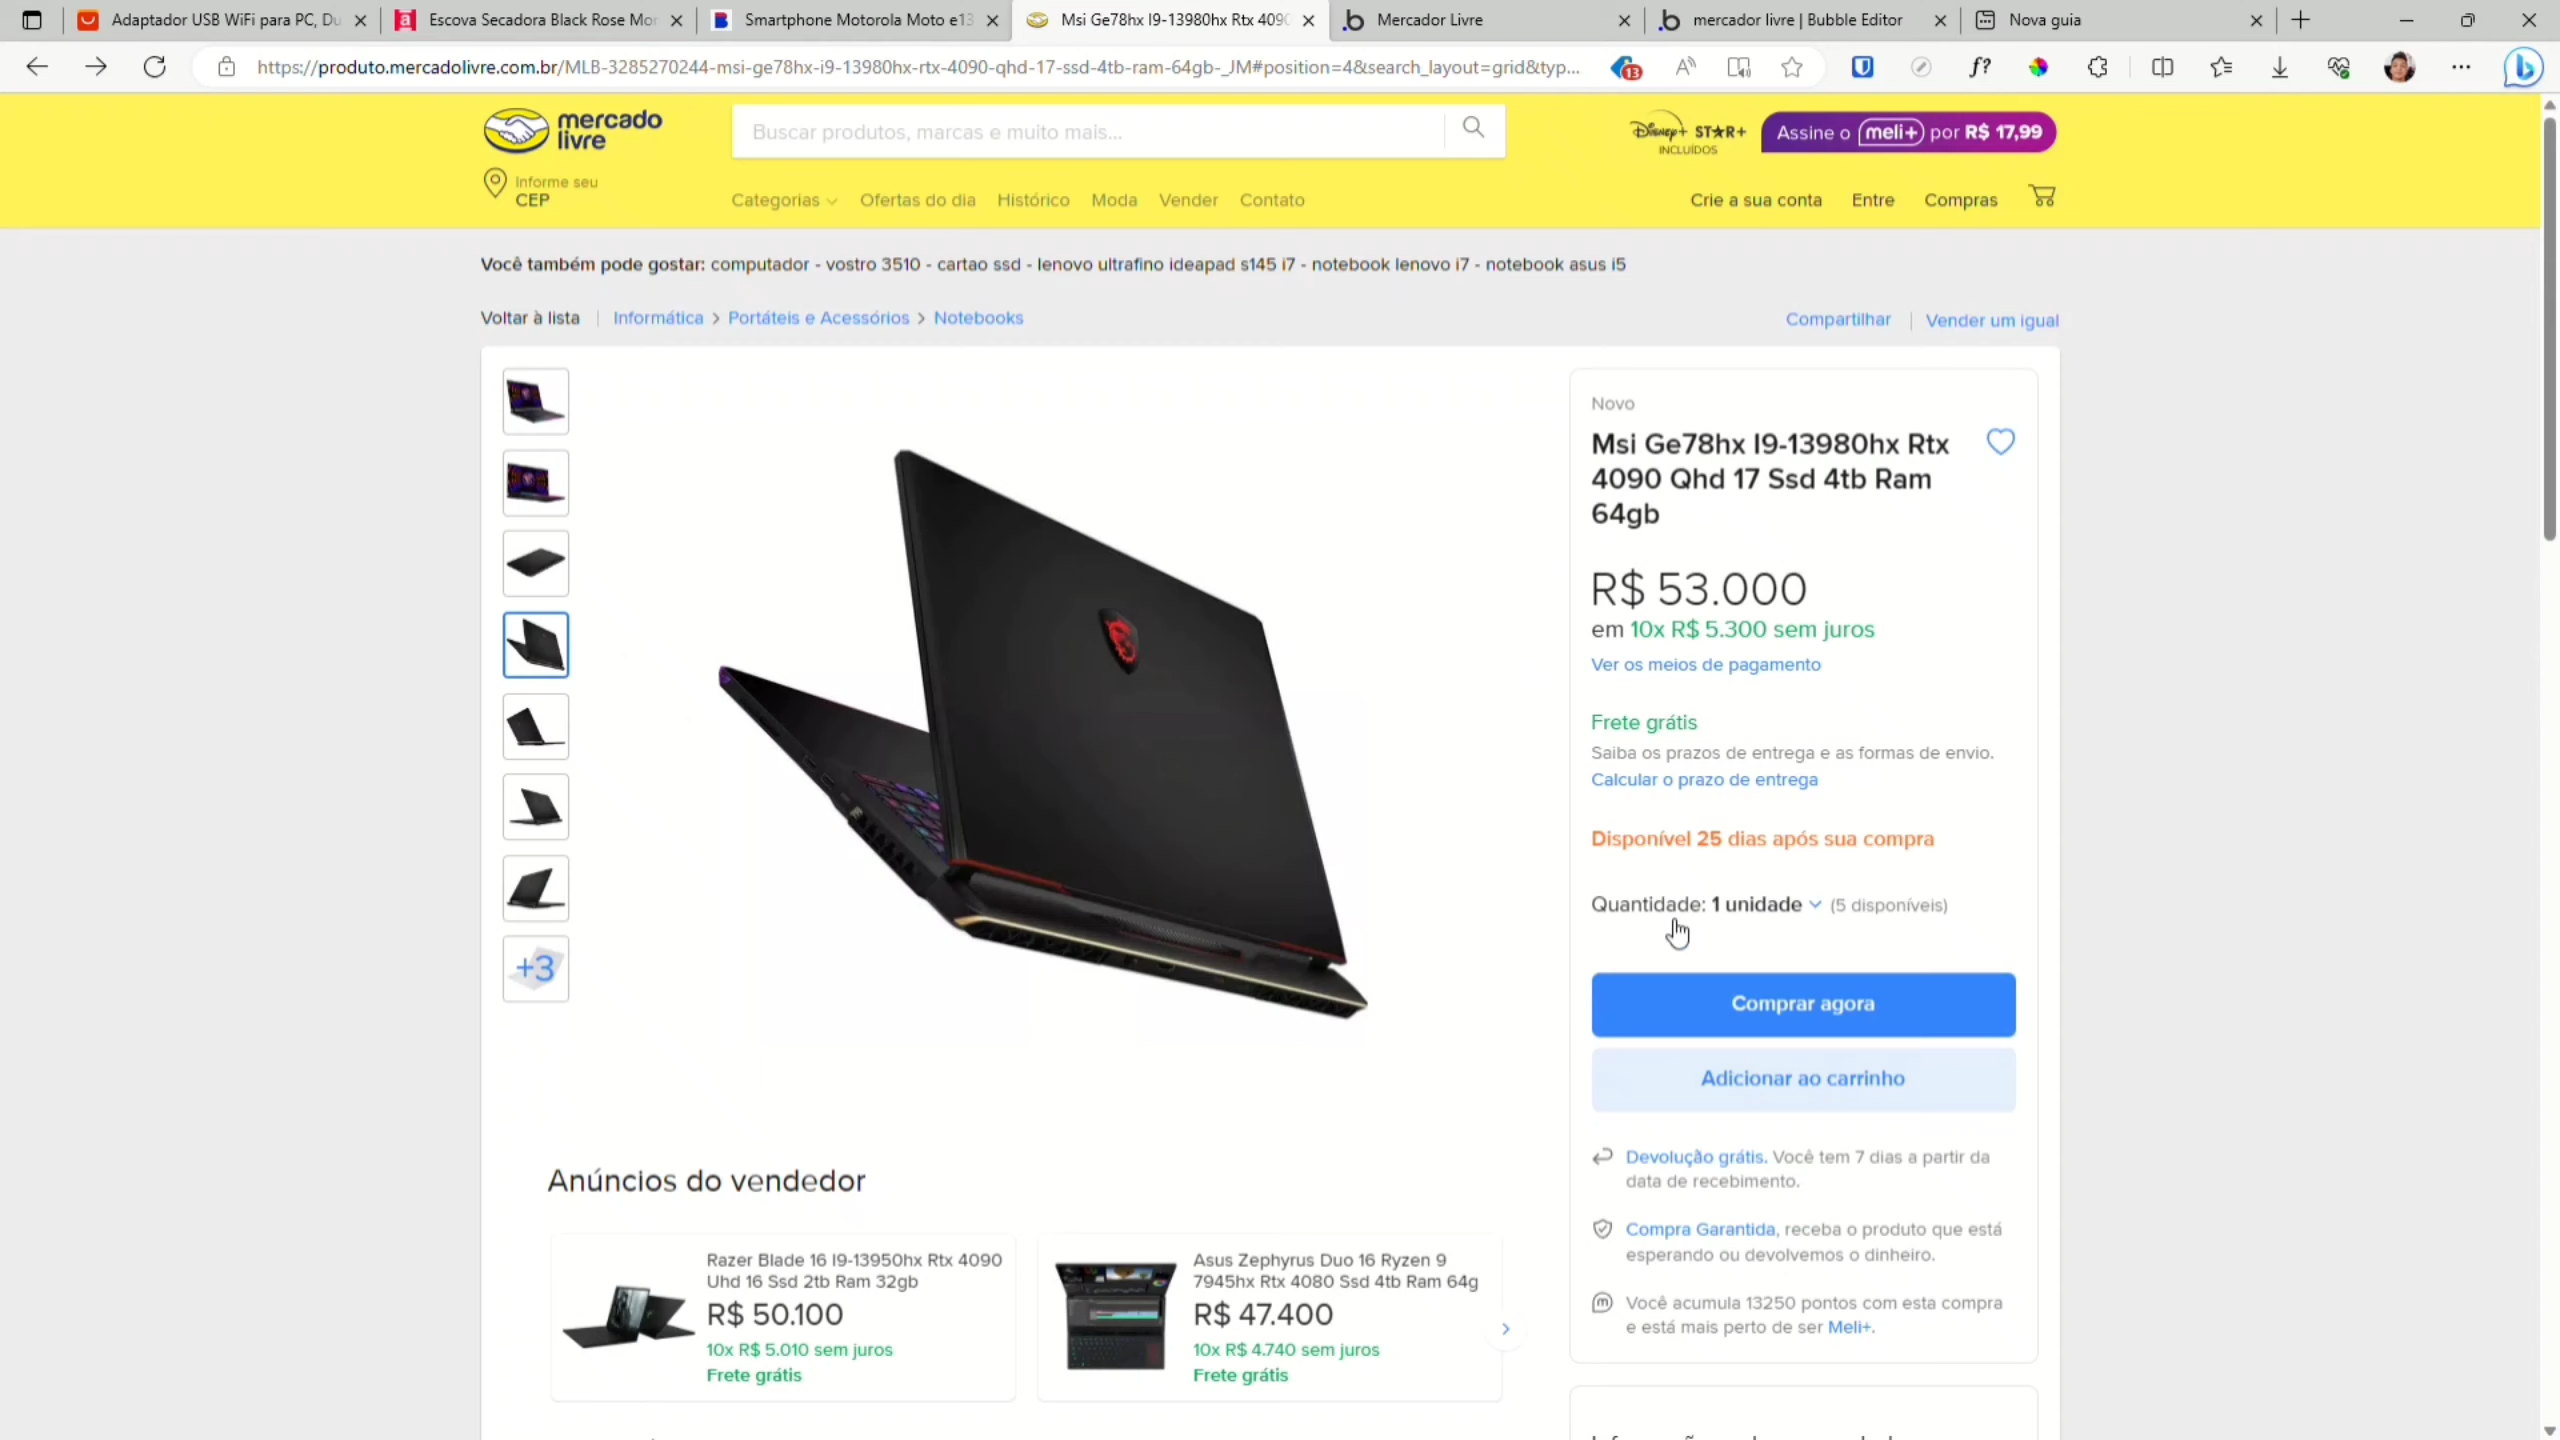 Adaptador USB WiFi para PC, Du
Escova Secadora Black Rose Mor
Smartphone Motorola Moto e13
Msi Ge78hx I9-13980hx Rtx 4090
Mercador Livre
mercador livre | Bubble Editor
Nova guia
https://produto.mercadolivre.com.br/MLB-3285270244-msi-ge78hx-i9-13980hx-rtx-4090-qhd-17-ssd-4tb-ram-64gb-_JM#position=4&search_layout=grid&typ...
13
f?
mercado
livre
Buscar produtos, marcas e muito mais...
Disney+ STAR+
INCLUÍDOS
Assine o meli+ por R$ 17,99
Informe seu
CEP
Categorias
Ofertas do dia
Histórico
Moda
Vender
Contato
Crie a sua conta
Entre
Compras
Você também pode gostar: computador - vostro 3510 - cartao ssd - lenovo ultrafino ideapad s145 i7 - notebook lenovo i7 - notebook asus i5
Voltar à lista | Informática > Portáteis e Acessórios > Notebooks
Compartilhar | Vender um igual
Novo
Msi Ge78hx I9-13980hx Rtx
4090 Qhd 17 Ssd 4tb Ram
64gb
R$ 53.000
em 10x R$ 5.300 sem juros
Ver os meios de pagamento
Frete grátis
Saiba os prazos de entrega e as formas de envio.
Calcular o prazo de entrega
Disponível 25 dias após sua compra
Quantidade: 1 unidade (5 disponíveis)
+3
Comprar agora
Adicionar ao carrinho
Devolução grátis. Você tem 7 dias a partir da
data de recebimento.
Compra Garantida, receba o produto que está
esperando ou devolvemos o dinheiro.
Você acumula 13250 pontos com esta compra
e está mais perto de ser Meli+.
Anúncios do vendedor
Razer Blade 16 I9-13950hx Rtx 4090
Uhd 16 Ssd 2tb Ram 32gb
R$ 50.100
10x R$ 5.010 sem juros
Frete grátis
Asus Zephyrus Duo 16 Ryzen 9
7945hx Rtx 4080 Ssd 4tb Ram 64g
R$ 47.400
10x R$ 4.740 sem juros
Frete grátis